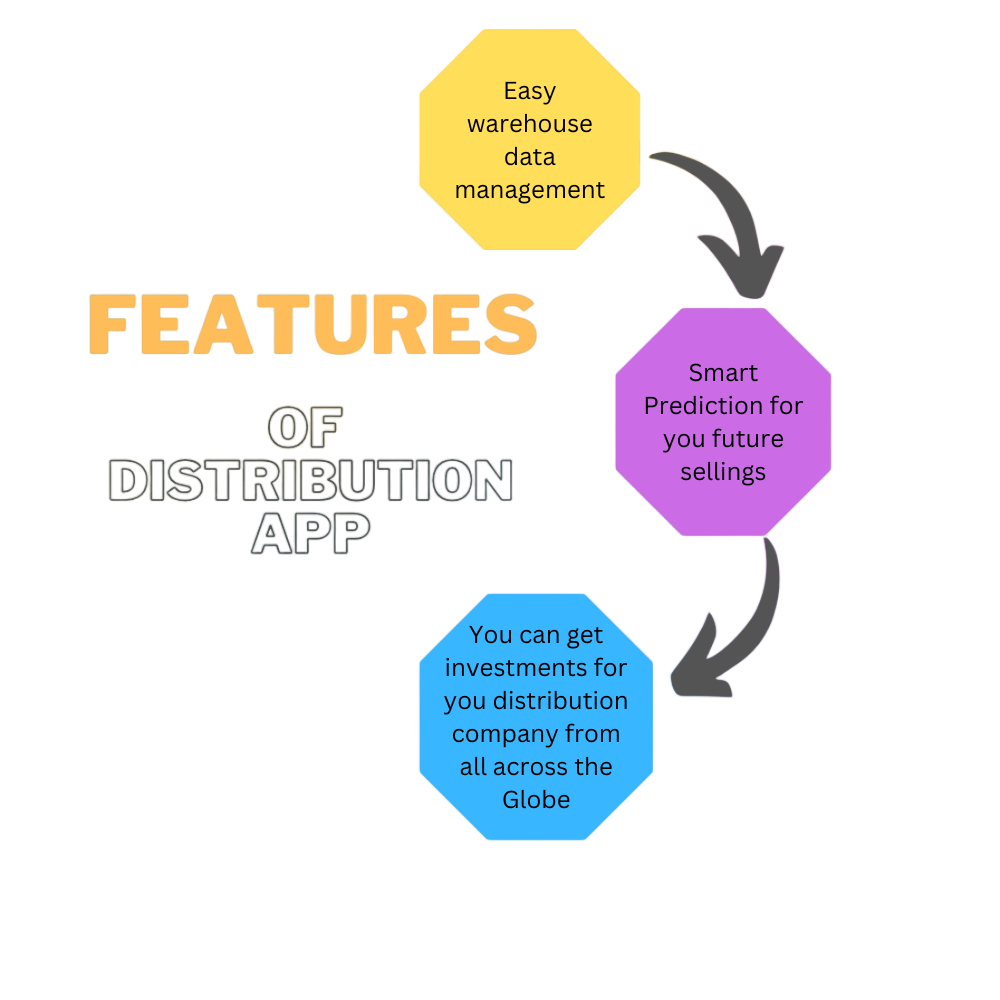 FEATURES
OF
DISTRIBUTION
APP
Easy
warehouse
data
management
Smart
Prediction for
you future
sellings
You can get
investments for
you distribution
company from
all across the
Globe